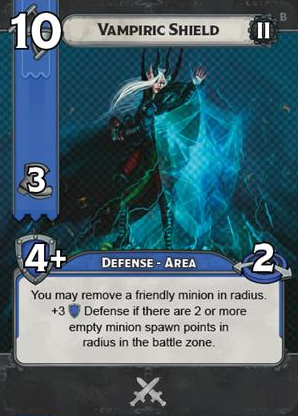 10
VAMPIRIC SHIELD
II
B
3
4+
DEFENSE - AREA
2
You may remove a friendly minion in radius.
+3 Defense if there are 2 or more
empty minion spawn points in
radius in the battle zone.